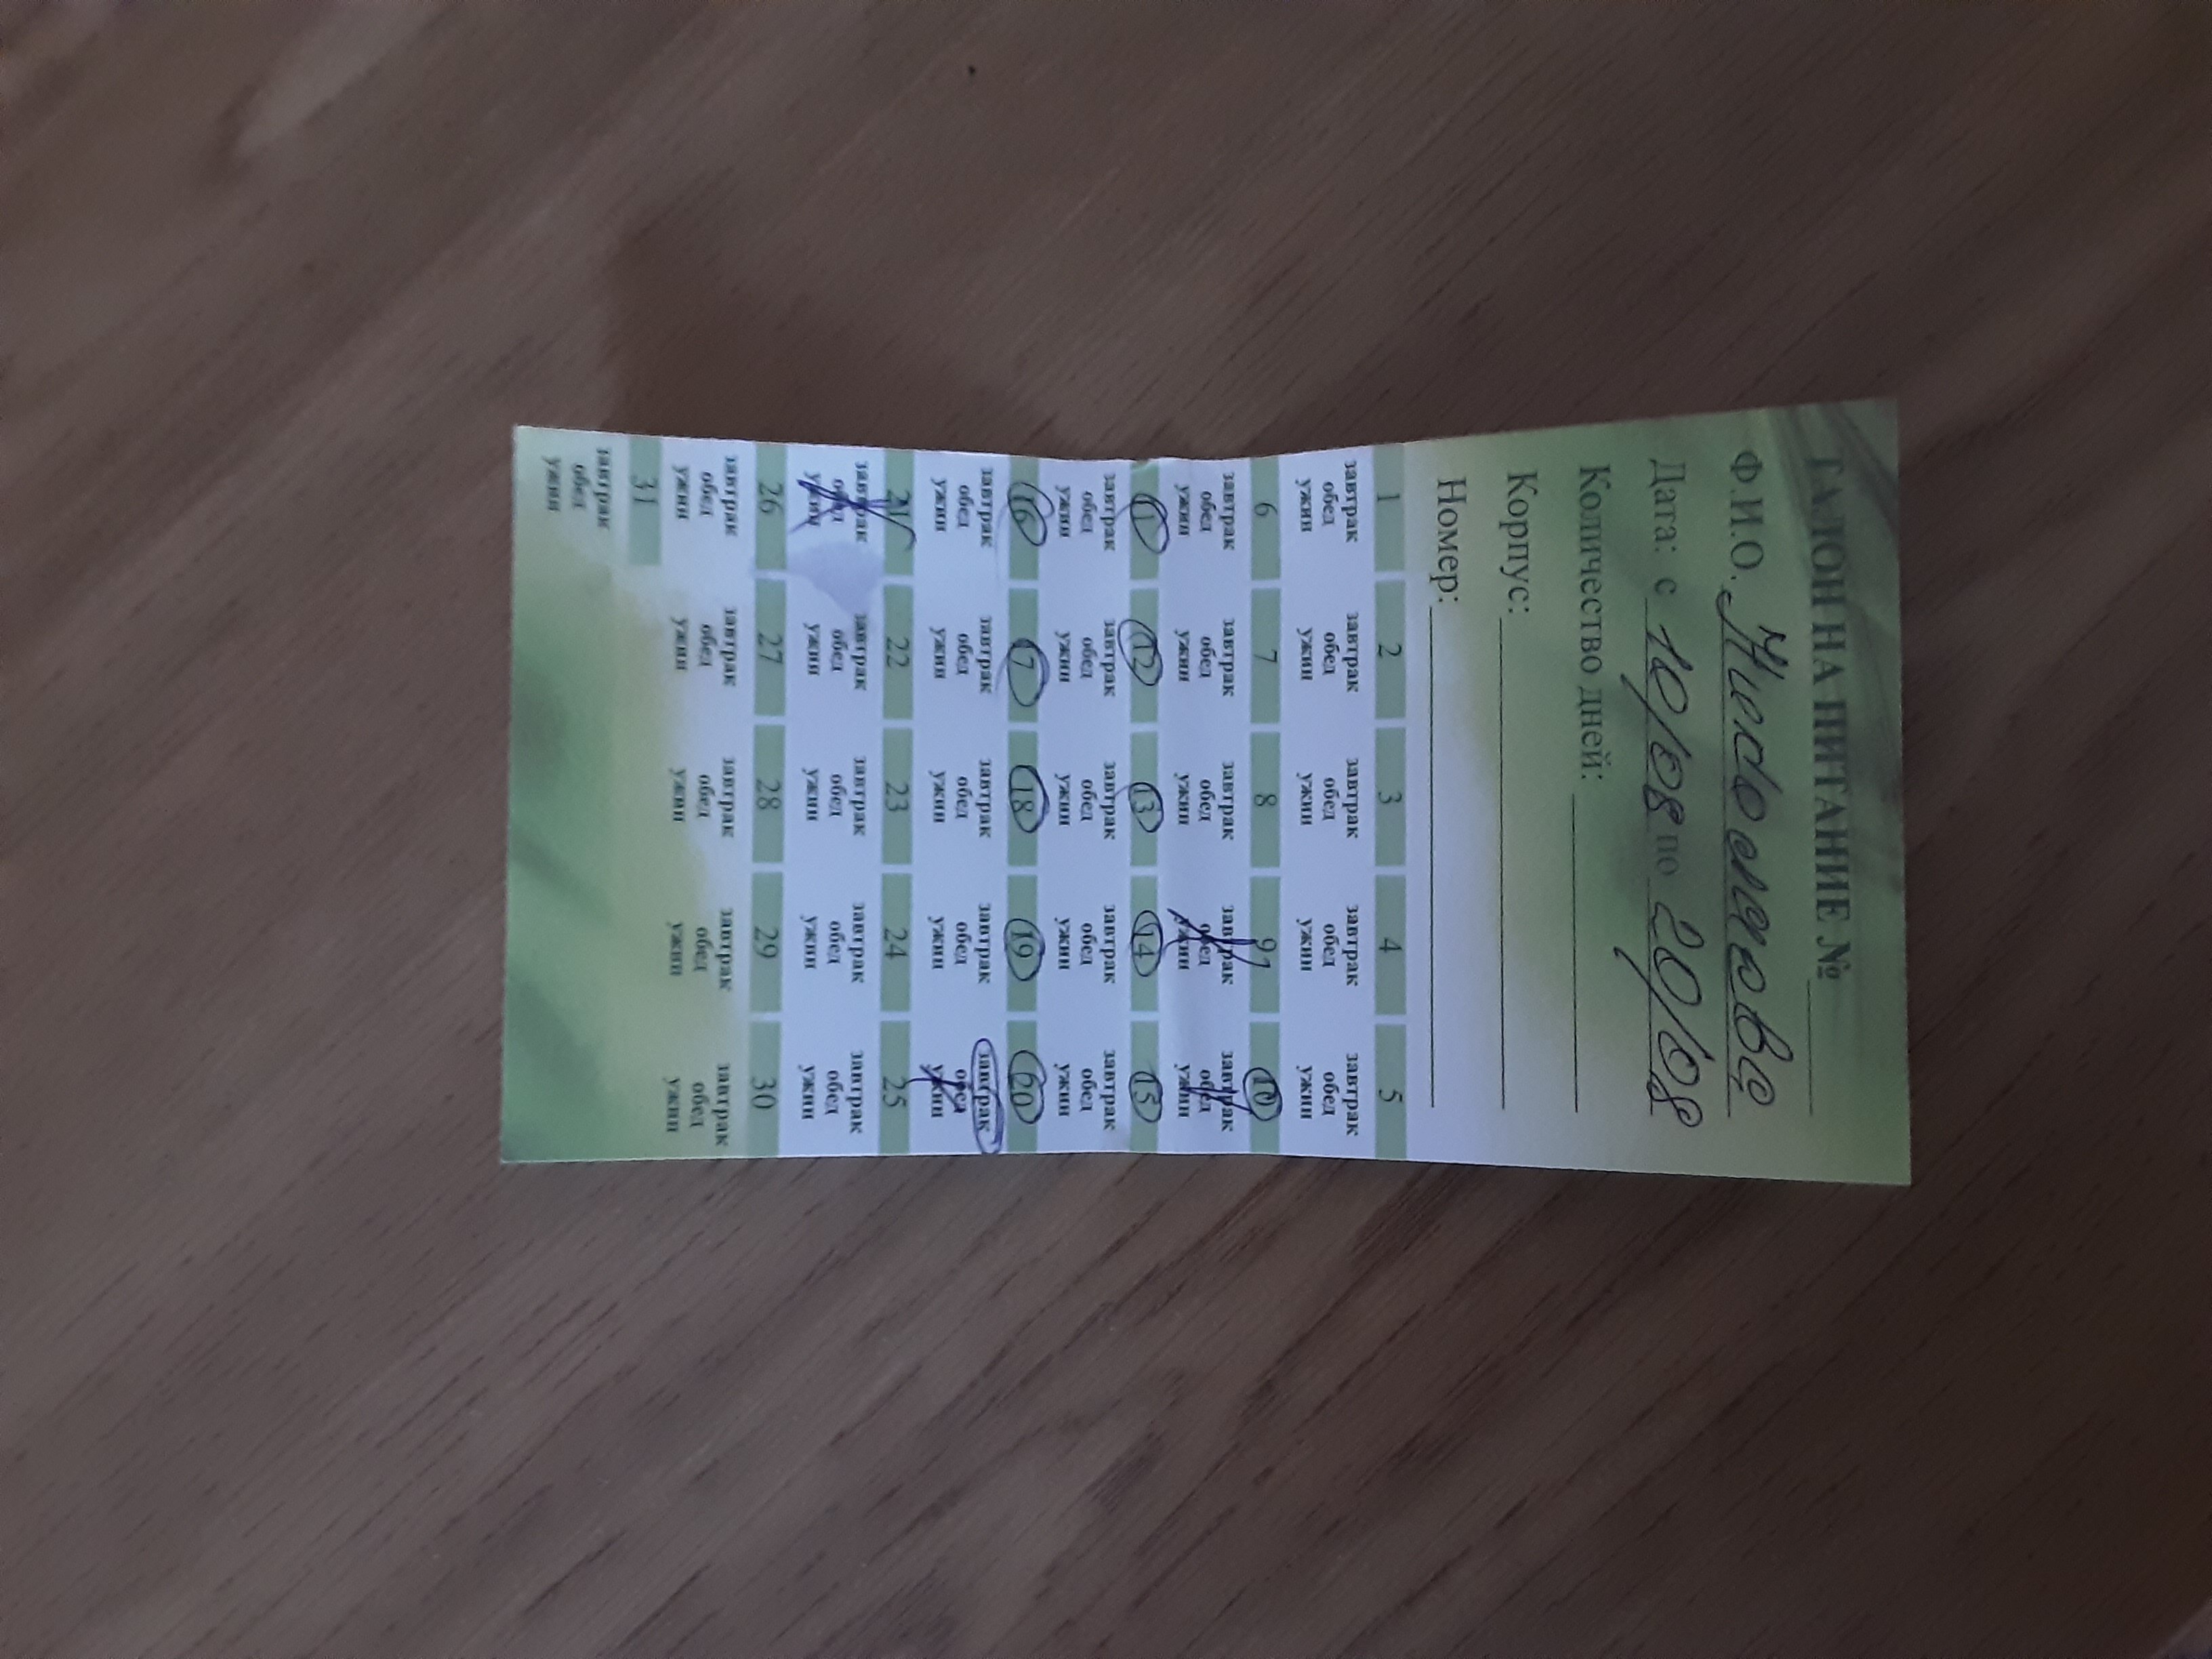 ТАЛОН НА ПИТАНИЕ №
Ф.И.О.
Дата: с 10/08 по 20/08
Количество дней:
Корпус:
Номер:
1 2 3 4 5
завтрак завтрак завтрак завтрак завтрак
обед обед обед обед обед
ужин ужин ужин ужин ужин
6 7 8 9 10
завтрак завтрак завтрак завтрак завтрак
обед обед обед обед обед
ужин ужин ужин ужин ужин
11 12 13 14 15
завтрак завтрак завтрак завтрак завтрак
обед обед обед обед обед
ужин ужин ужин ужин ужин
16 17 18 19 20
завтрак завтрак завтрак завтрак завтрак
обед обед обед обед обед
ужин ужин ужин ужин ужин
21 22 23 24 25
завтрак завтрак завтрак завтрак завтрак
обед обед обед обед обед
ужин ужин ужин ужин ужин
26 27 28 29 30
завтрак завтрак завтрак завтрак завтрак
обед обед обед обед обед
ужин ужин ужин ужин ужин
31
завтрак
обед
ужин